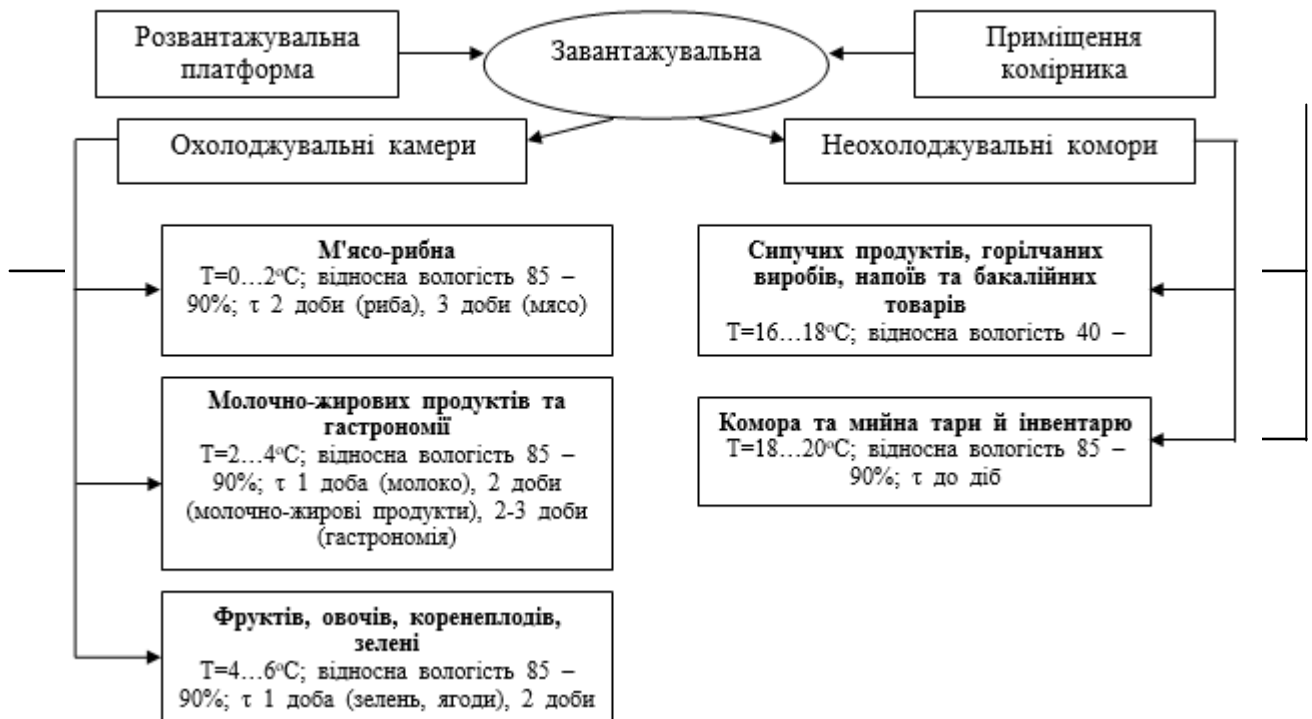 Розвантажувальна
платформа
Завантажувальна
Приміщення
комірника
Охолоджувальні камери
Неохолоджувальні комори
М'ясо-рибна
Т=0...2°С; відносна вологість 85 –
90%; τ 2 доби (риба), 3 доби (мясо)
Молочно-жирових продуктів та
гастрономії
Т=2...4°С; відносна вологість 85 –
90%; τ 1 доба (молоко), 2 доби
(молочно-жирові продукти), 2-3 доби
(гастрономія)
Фруктів, овочів, коренеплодів,
зелені
Т=4...6°С; відносна вологість 85 –
90%; τ 1 доба (зелень, ягоди), 2 доби
Сипучих продуктів, горілчаних
виробів, напоїв та бакалійних
товарів
Т=16...18°С; відносна вологість 40 –
Комора та мийна тари й інвентарю
Т=18...20°С; відносна вологість 85 –
90%; τ до діб